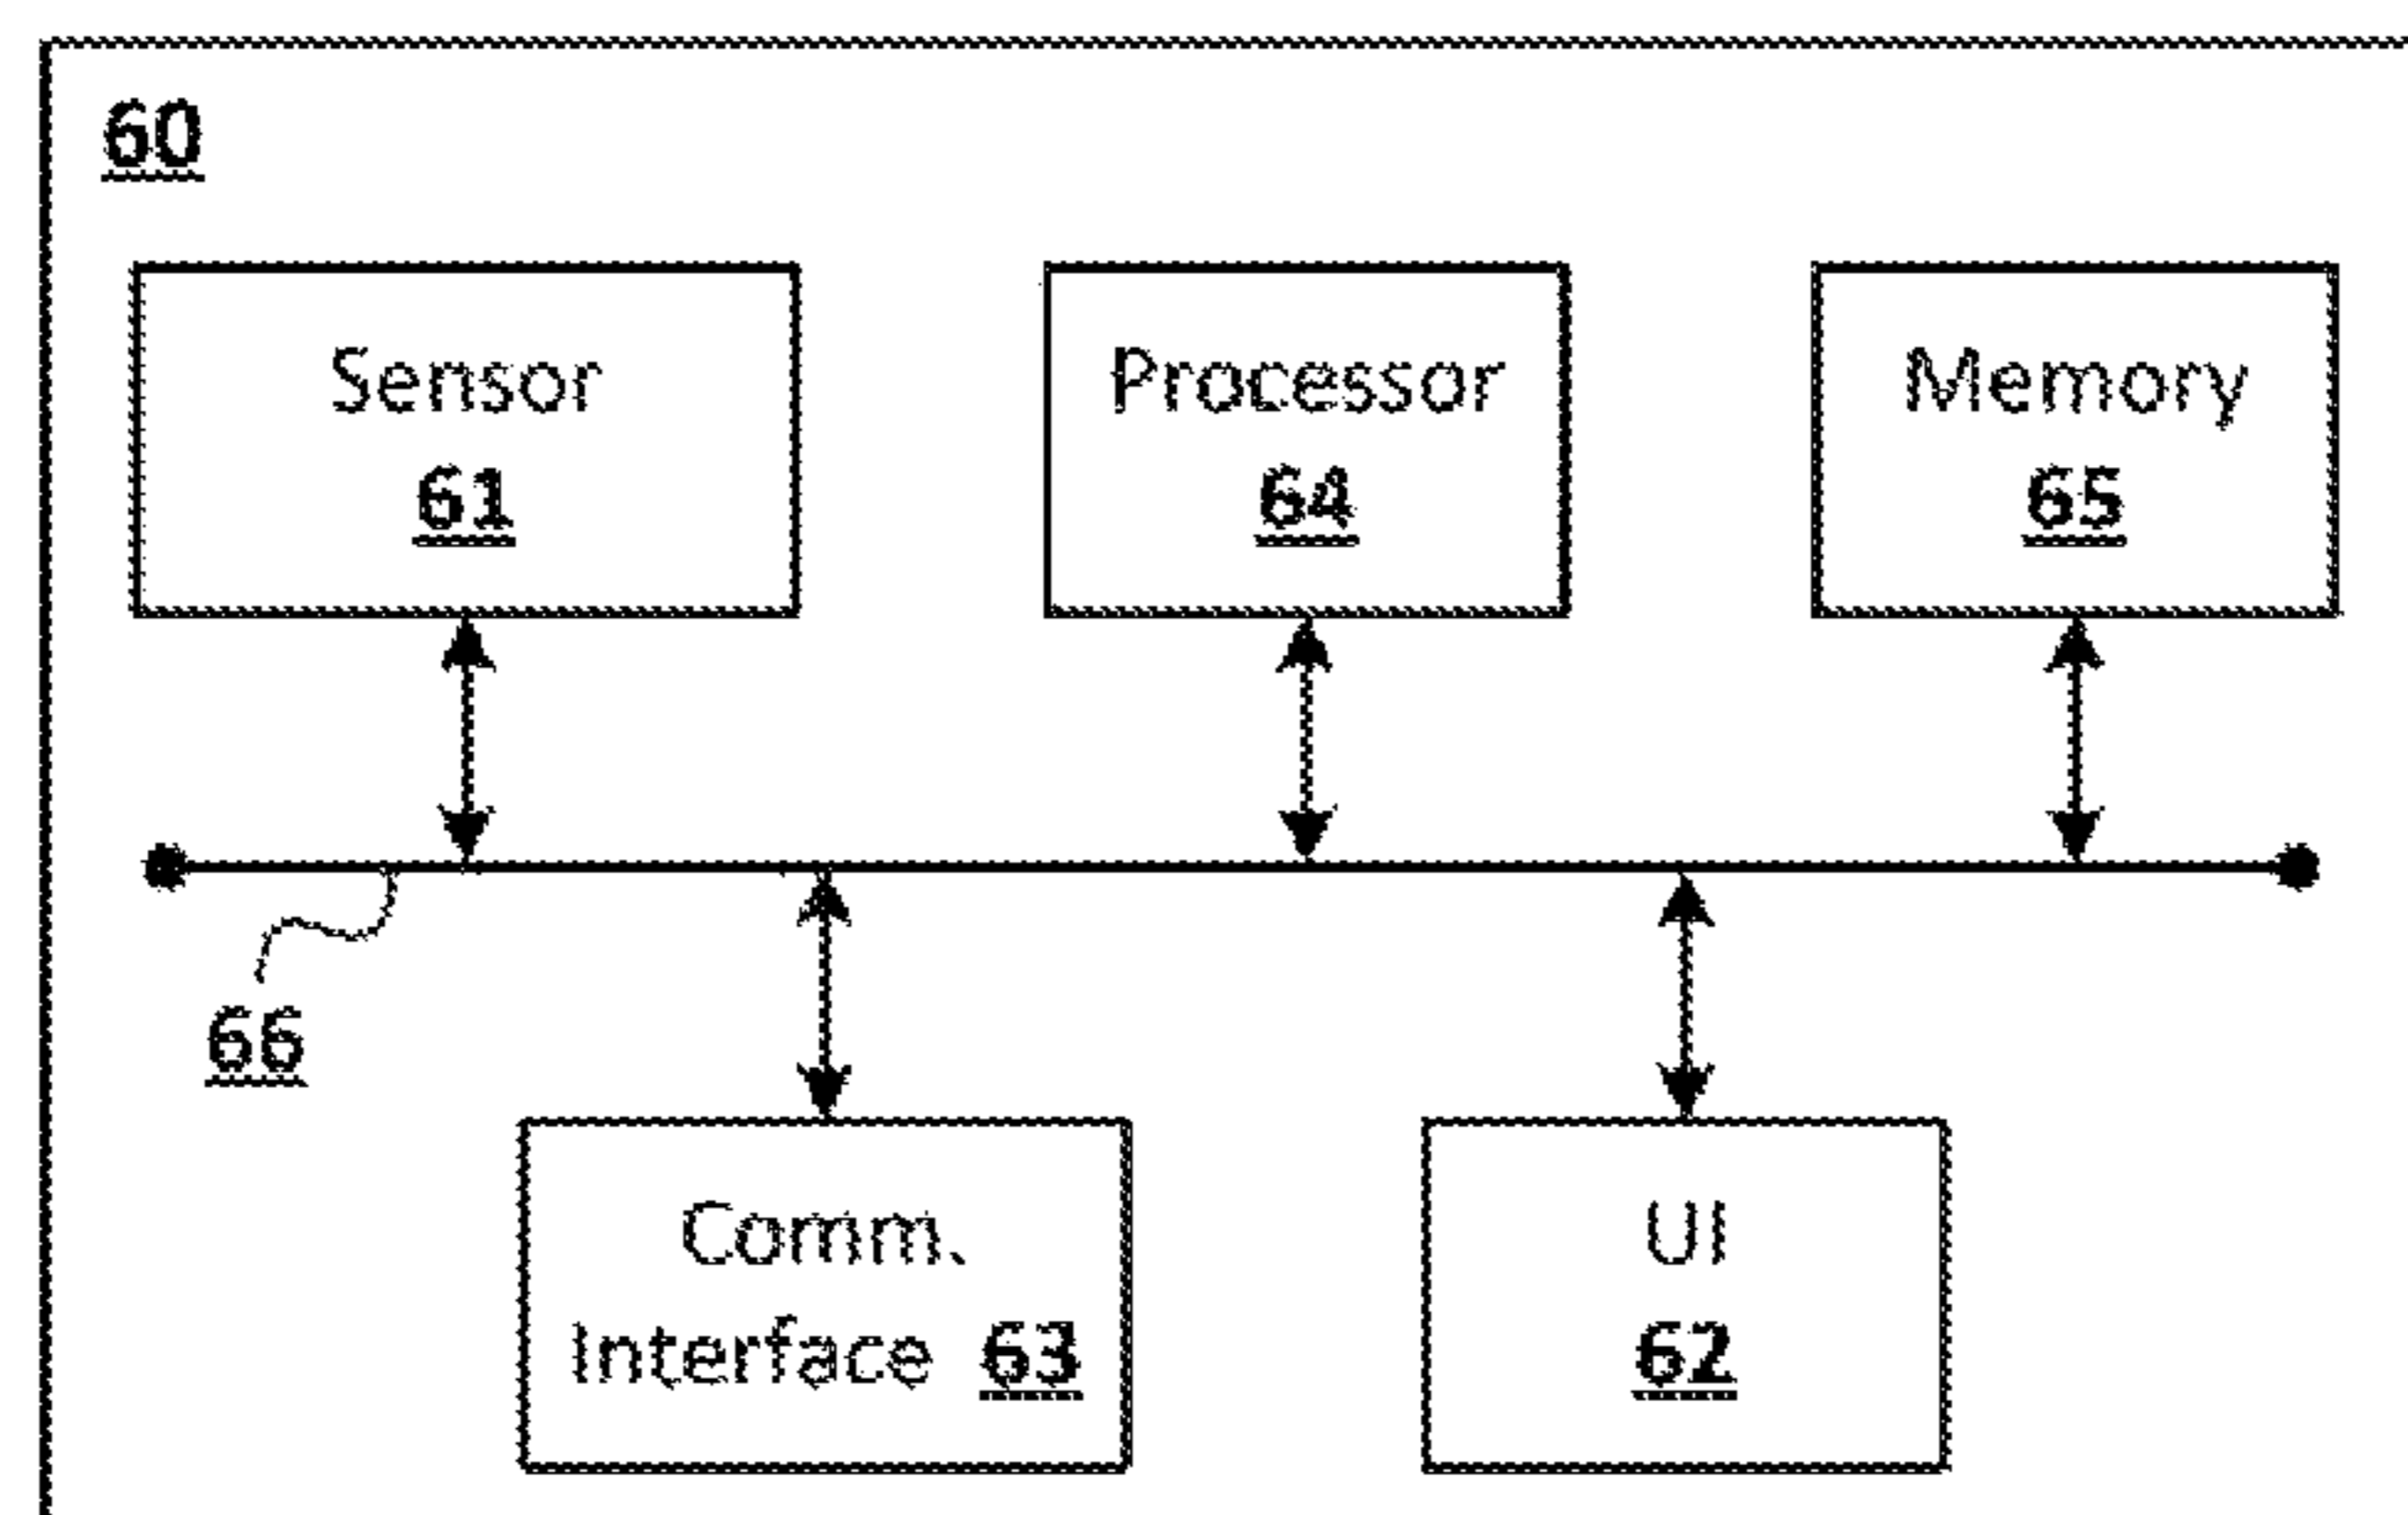 60
Sensor
61
Processor
64
Memory
65
66
Comm.
Interface 63
UI
62